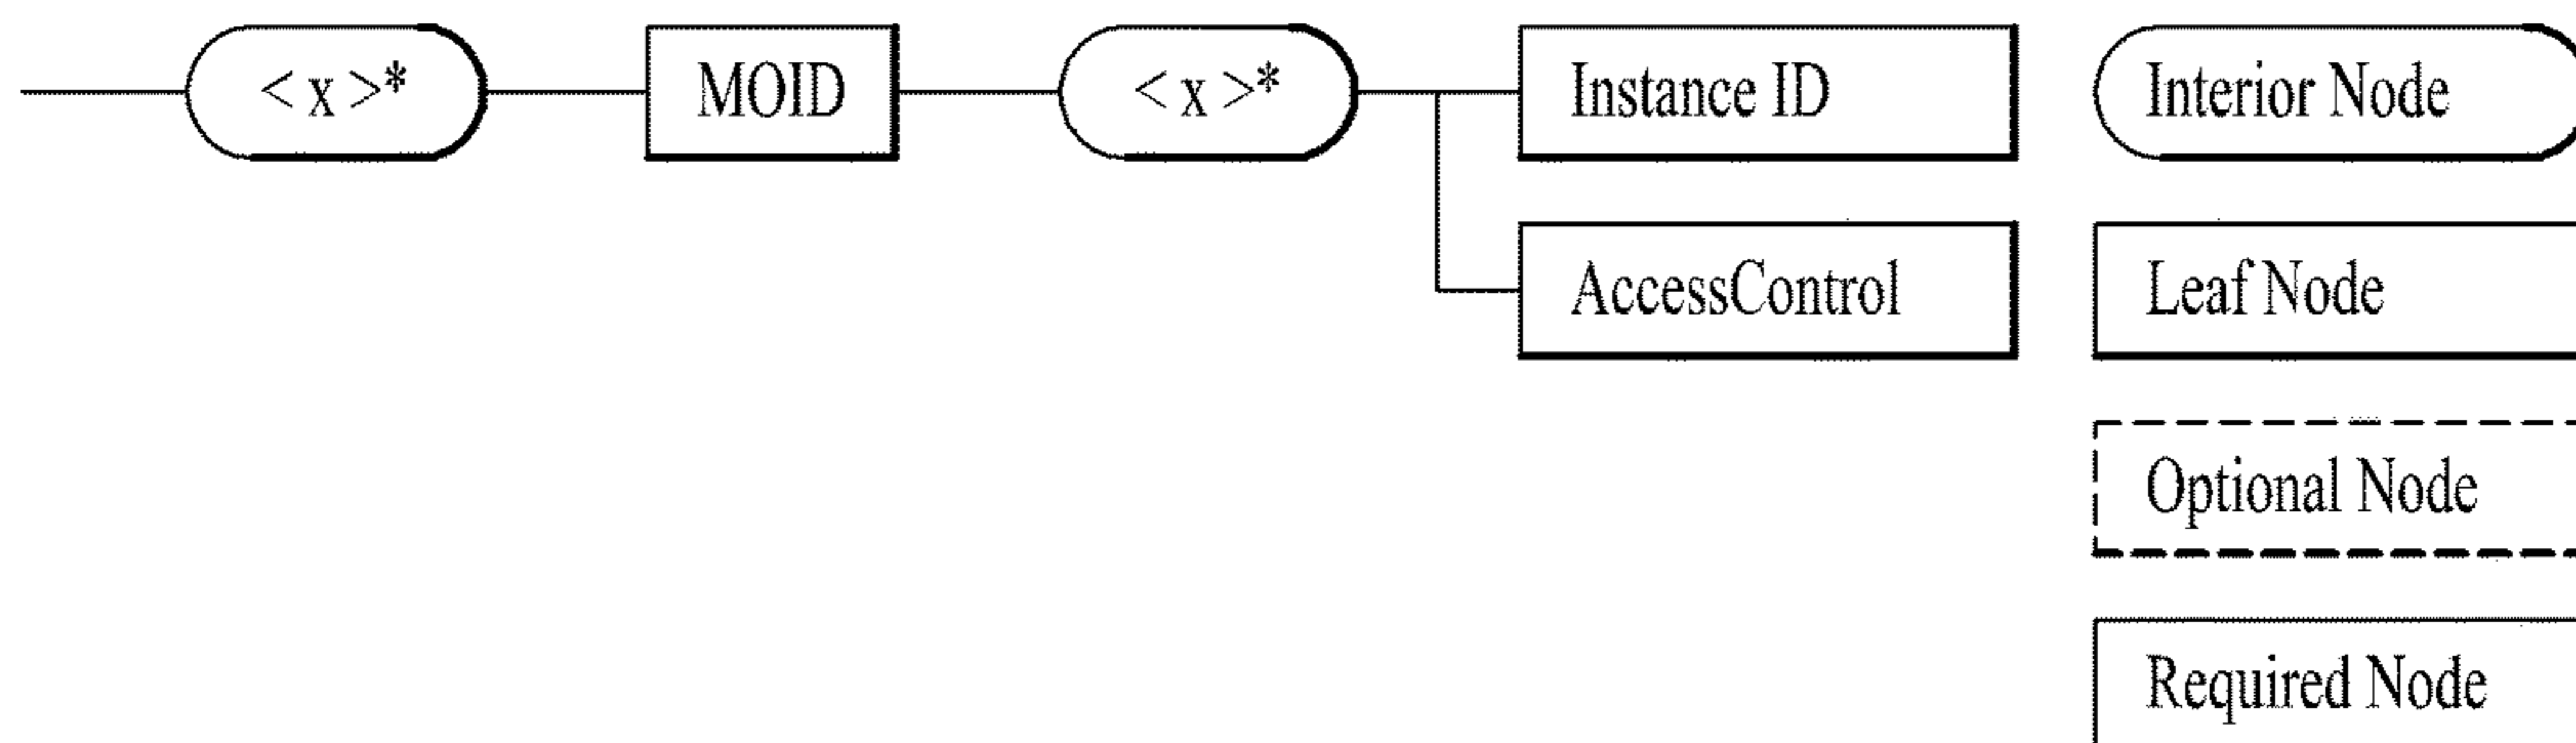 < x >*
MOID
< x >*
Instance ID
AccessControl
Interior Node
Leaf Node
Optional Node
Required Node